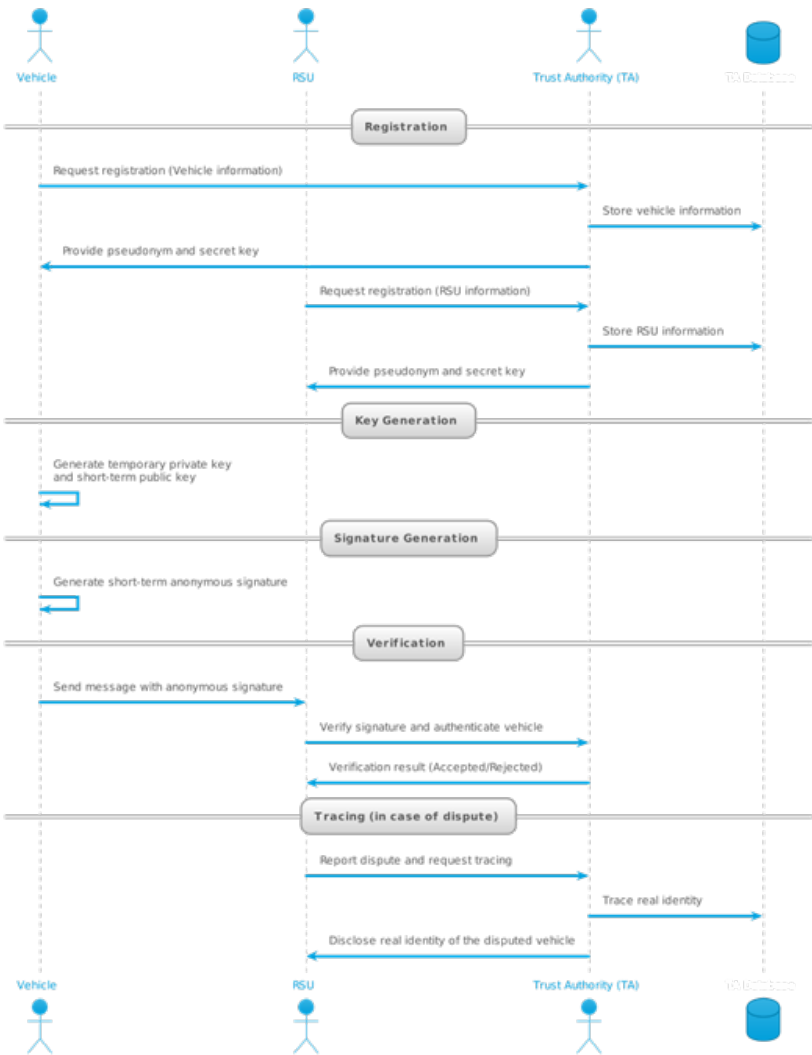 Vehicle
RSU
Trust Authority (TA)
Registration
Request registration (Vehicle information)
Store vehicle information
Provide pseudonym and secret key
Request registration (RSU information)
Store RSU information
Provide pseudonym and secret key
Key Generation
Generate temporary private key
and short-term public key
Signature Generation
Generate short-term anonymous signature
Verification
Send message with anonymous signature
Verify signature and authenticate vehicle
Verification result (Accepted/Rejected)
Tracing (in case of dispute)
Report dispute and request tracing
Trace real identity
Disclose real identity of the disputed vehicle
Vehicle
RSU
Trust Authority (TA)